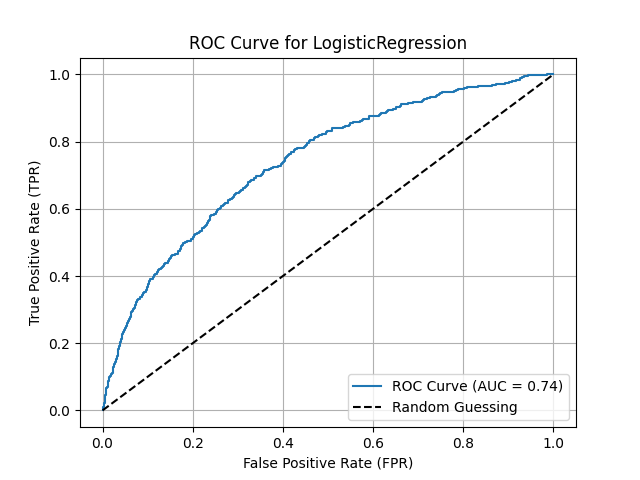 ROC Curve for LogisticRegression
True Positive Rate (TPR)
1.0
0.8
0.6
0.4
0.2
0.0
ROC Curve (AUC = 0.74)
Random Guessing
0.0 0.2 0.4 0.6 0.8 1.0
False Positive Rate (FPR)